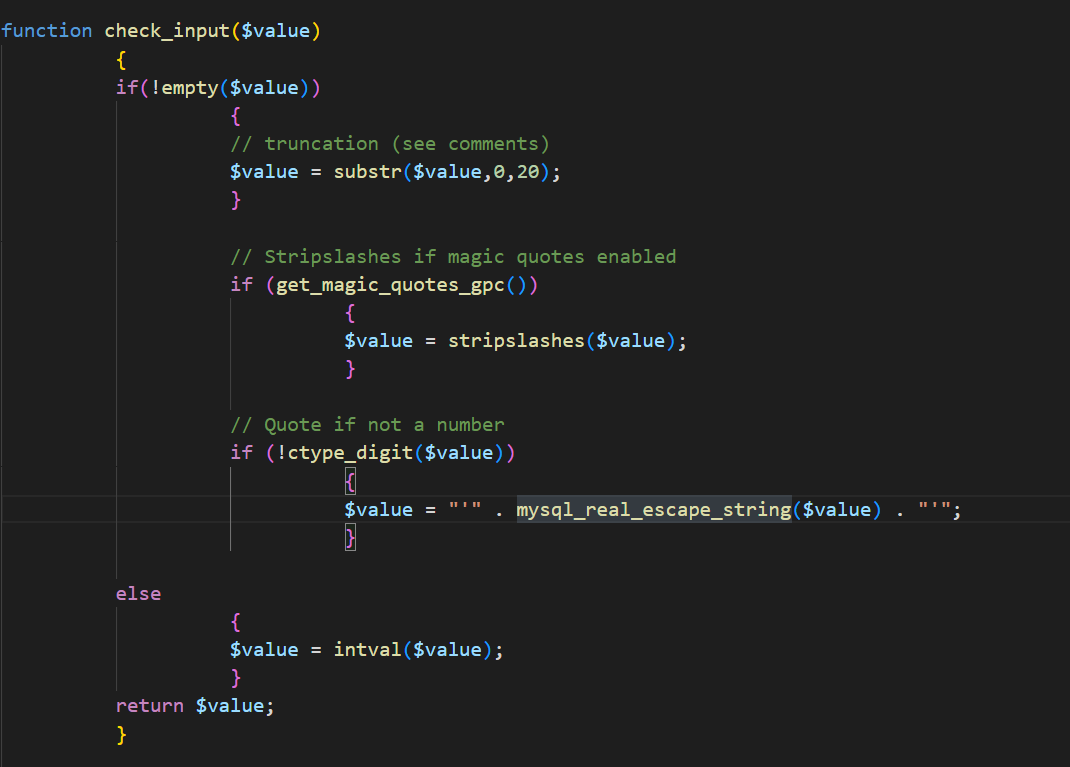 function check_input($value)
{
if(!empty($value))
{
// truncation (see comments)
$value = substr($value,0,20);
}
// Stripslashes if magic quotes enabled
if (get_magic_quotes_gpc())
{
$value = stripslashes($value);
}
// Quote if not a number
if (!ctype_digit($value))
{
$value = "'" . mysql_real_escape_string($value) . "'";
}
else
{
$value = intval($value);
}
return $value;
}